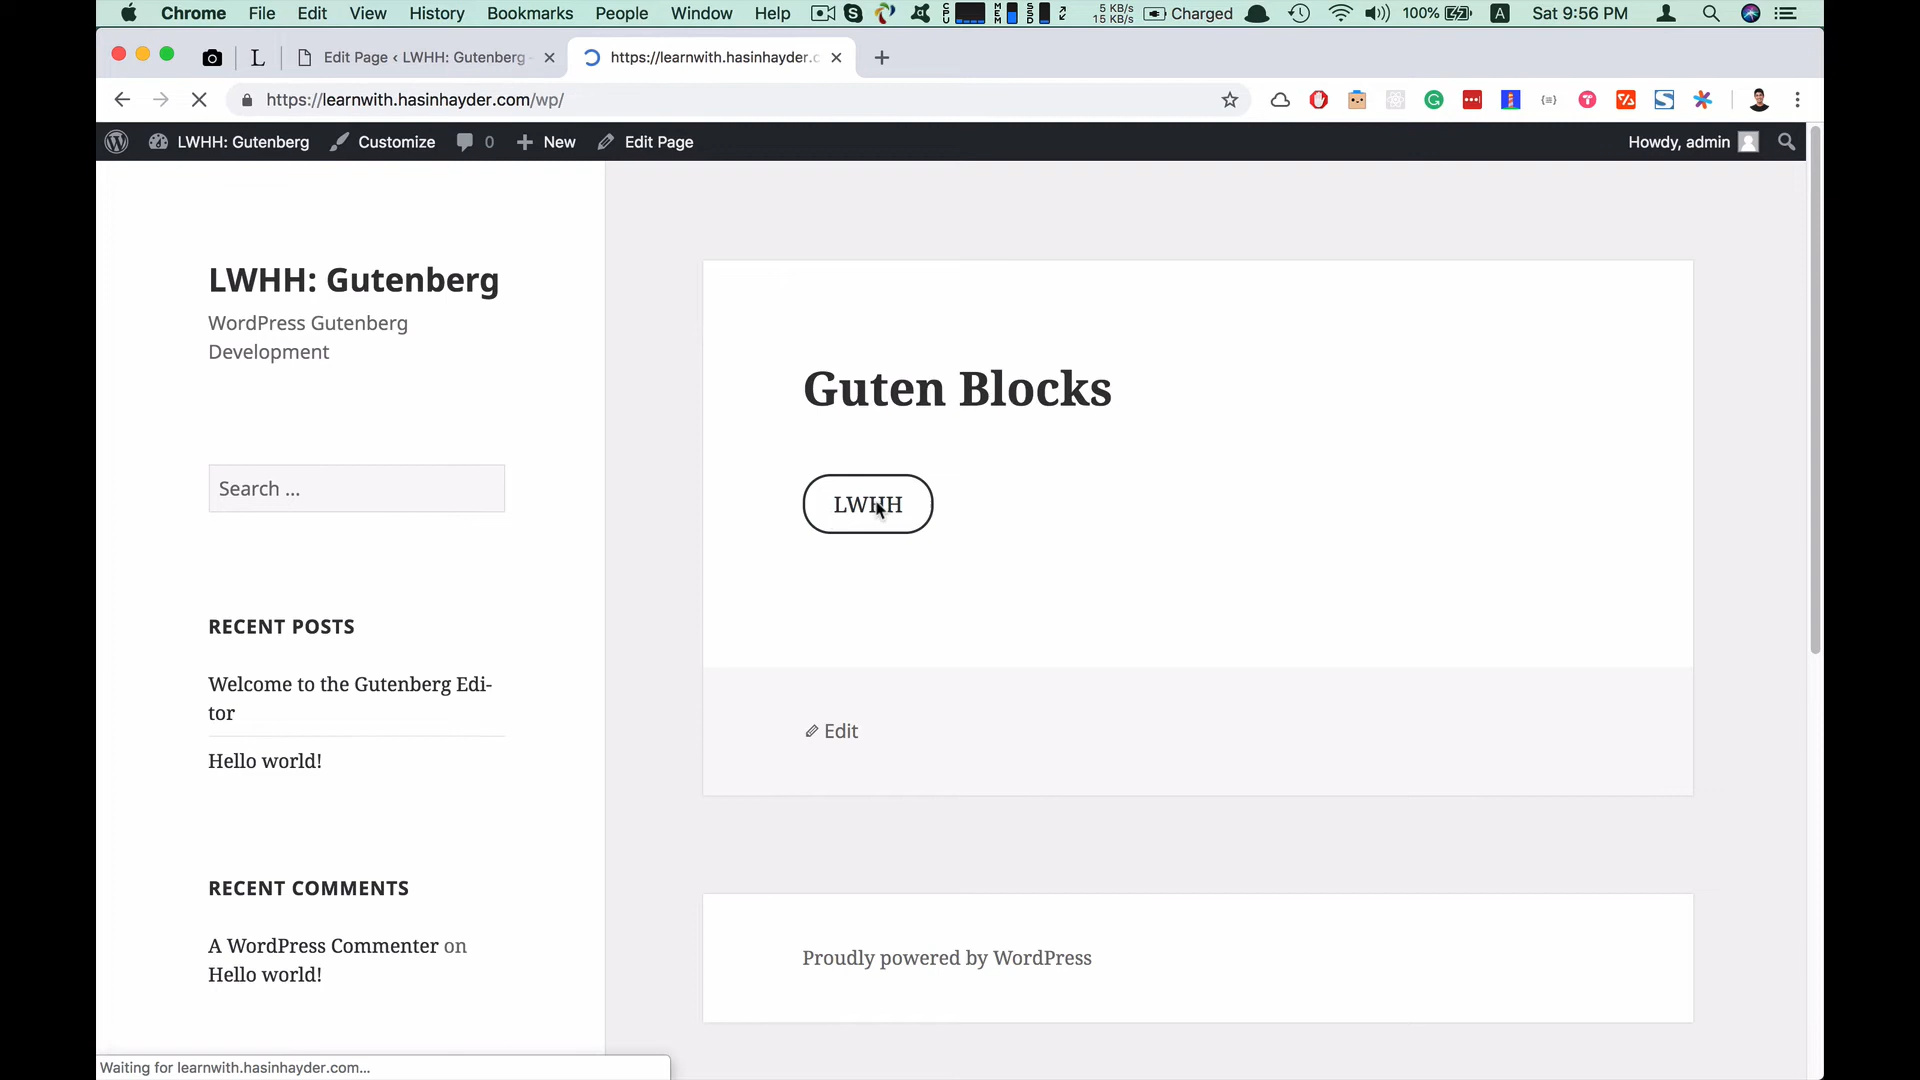 Chrome File Edit View History Bookmarks People Window Help 5 KB/s 15 KB/s Charged 100% A Sat 9:56 PM
L Edit Page ‹ LWHH: Gutenberg https://learnwith.hasinhayder.c
https://learnwith.hasinhayder.com/wp/
LWHH: Gutenberg Customize 0 New Edit Page Howdy, admin
LWHH: Gutenberg
WordPress Gutenberg
Development
Guten Blocks
Search ...
LWHH
RECENT POSTS
Welcome to the Gutenberg Edi-
tor
Edit
Hello world!
RECENT COMMENTS
A WordPress Commenter on
Hello world!
Proudly powered by WordPress
Waiting for learnwith.hasinhayder.com...